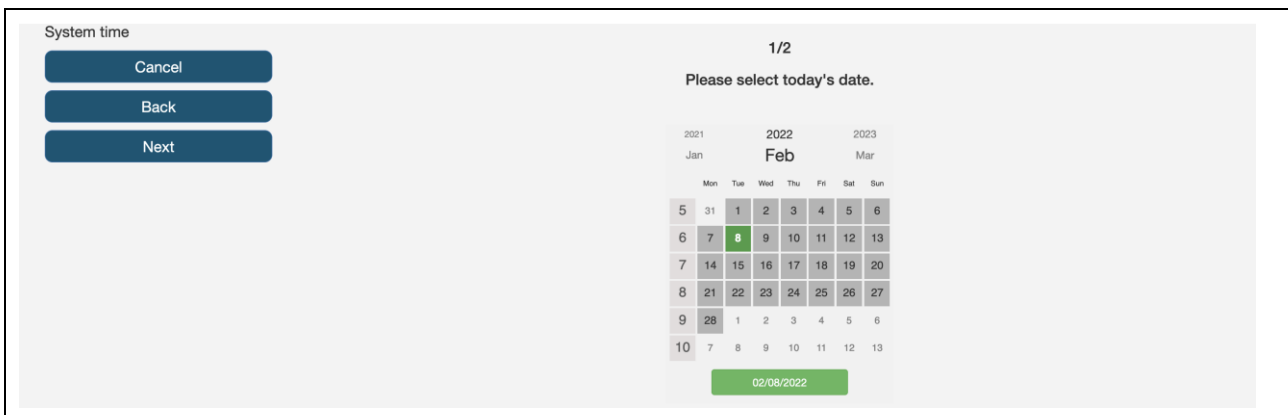 System time
Cancel
Back
Next
1/2
Please select today's date.
2021 2022 2023
Jan Feb Mar
Mon Tue Wed Thu Fri Sat Sun
5 31 1 2 3 4 5 6
6 7 8 9 10 11 12 13
7 14 15 16 17 18 19 20
8 21 22 23 24 25 26 27
9 28 1 2 3 4 5 6
10 7 8 9 10 11 12 13
02/08/2022